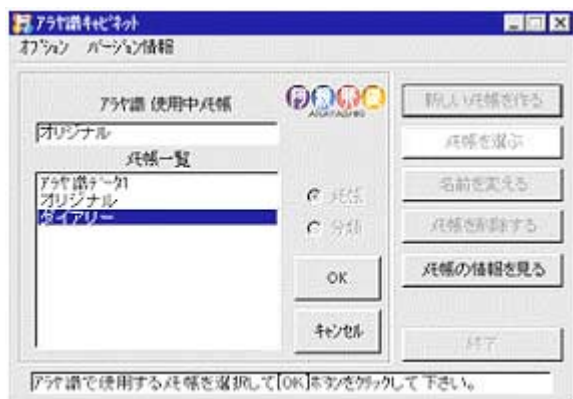 アラヤ識キャビネット
オプション バージョン情報
アラヤ識 使用中メモ帳
オリジナル
メモ帳一覧
アラヤ識データ1
オリジナル
ダイアリー
ARAYASHIKI
メモ帳
分類
OK
キャンセル
新しいメモ帳を作る
メモ帳を選ぶ
名前を変える
メモ帳を削除する
メモ帳の情報を見る
終了
アラヤ識で使用するメモ帳を選択して[OK]ボタンをクリックして下さい。